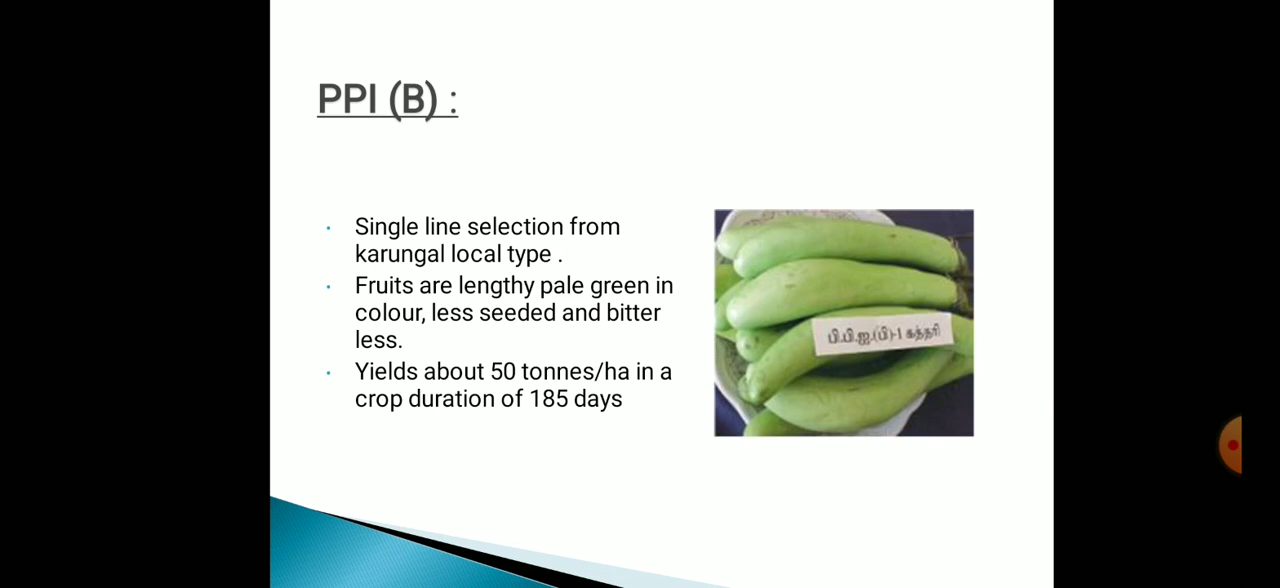 PPI (B) :
Single line selection from
karungal local type .
Fruits are lengthy pale green in
colour, less seeded and bitter
less.
Yields about 50 tonnes/ha in a
crop duration of 185 days
பி.பி.ஐ.(பி)-1 கத்தரி